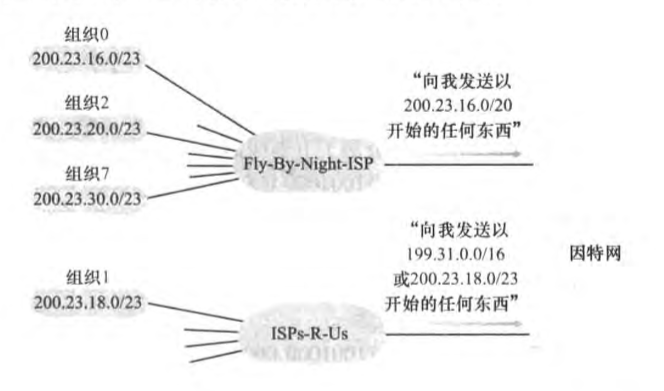 组织0
200.23.16.0/23
组织2
200.23.20.0/23
组织7
200.23.30.0/23
Fly-By-Night-ISP
“向我发送以
200.23.16.0/20
开始的任何东西”
组织1
200.23.18.0/23
ISPs-R-Us
“向我发送以
199.31.0.0/16
或200.23.18.0/23
开始的任何东西”
因特网